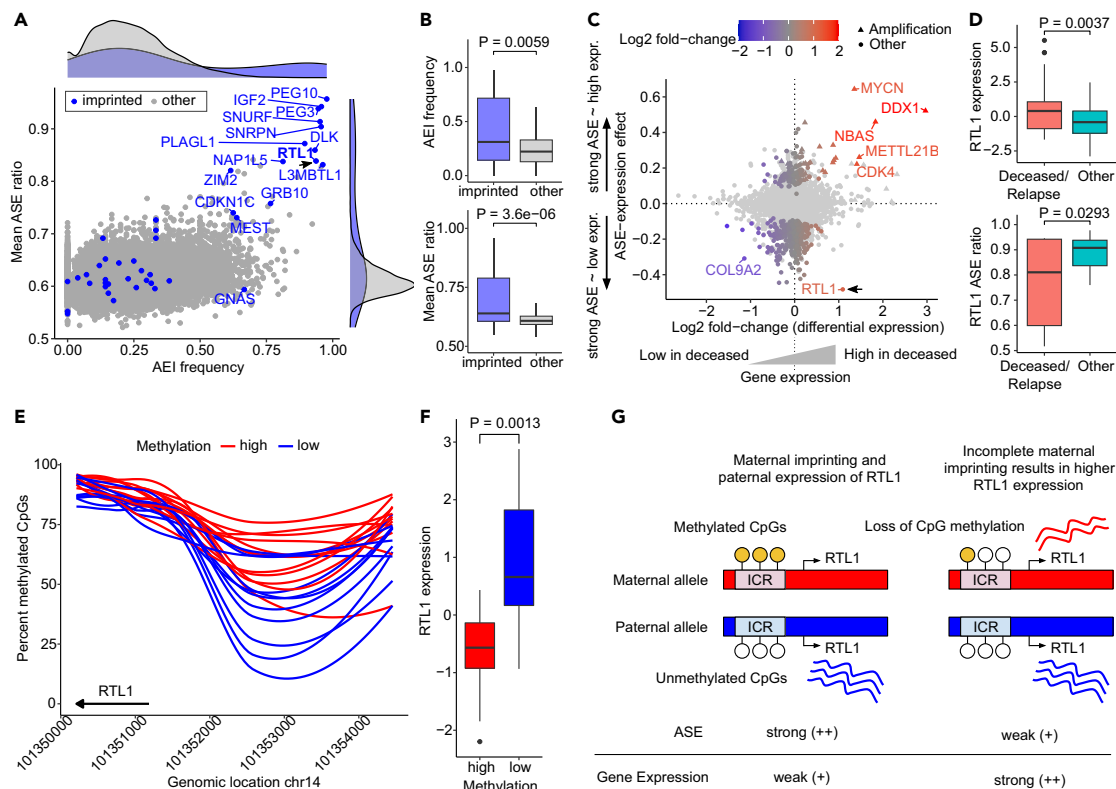 A
imprinted
other
PEG10
IGF2
PEG3
SNURF
SNRPN
DLK
PLAGL1
RTL1
NAP1L5
L3MBTL1
ZIM2
GRB10
CDKN1C
MEST
GNAS
Mean ASE ratio
0.9
0.8
0.7
0.6
0.5
0.00
0.25
0.50
0.75
1.00
AEI frequency
B
P = 0.0059
AEI frequency
1.0
0.5
0.0
imprinted
other
P = 3.6e−06
Mean ASE ratio
1.00
0.75
0.50
imprinted
other
C
Log2 fold−change
−2
−1
0
1
2
Amplification
Other
strong ASE ~ high expr.
strong ASE ~ low expr.
ASE−expression effect
MYCN
DDX1
NBAS
METTL21B
CDK4
COL9A2
RTL1
0.6
0.4
0.2
0.0
−0.2
−0.4
−2
−1
0
1
2
3
Log2 fold−change (differential expression)
Low in deceased
High in deceased
Gene expression
D
P = 0.0037
RTL1 expression
5.0
2.5
0.0
−2.5
Deceased/
Relapse
Other
P = 0.0293
RTL1 ASE ratio
1.0
0.9
0.8
0.7
0.6
0.5
Deceased/
Relapse
Other
E
Methylation
high
low
Percent methylated CpGs
100
75
50
25
0
RTL1
101350000
101351000
101352000
101353000
101354000
Genomic location chr14
F
P = 0.0013
RTL1 expression
3
2
1
0
−1
−2
high
low
Methylation
G
Maternal imprinting and
paternal expression of RTL1
Incomplete maternal
imprinting results in higher
RTL1 expression
Methylated CpGs
Loss of CpG methylation
Maternal allele
ICR
RTL1
ICR
RTL1
Paternal allele
ICR
RTL1
ICR
RTL1
Unmethylated CpGs
ASE
strong (++)
weak (+)
Gene Expression
weak (+)
strong (++)